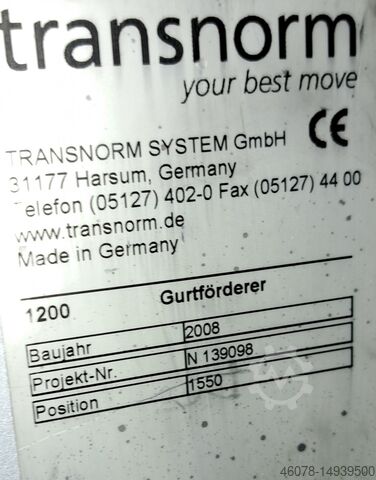 transnorm
your best move
TRANSNORM SYSTEM GmbH CE
31177 Harsum, Germany
Telefon (05127) 402-0 Fax (05127) 44 00
www.transnorm.de
Made in Germany
1200 Gurtförderer
Baujahr 2008
Projekt-Nr. N 139098
Position 1550
46078-14939500